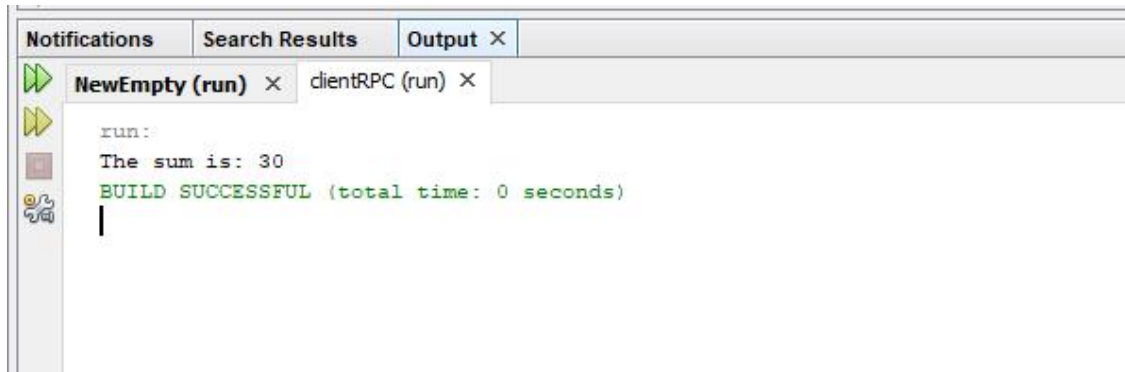 Notifications Search Results Output ×
NewEmpty (run) × clientRPC (run) ×
run:
The sum is: 30
BUILD SUCCESSFUL (total time: 0 seconds)